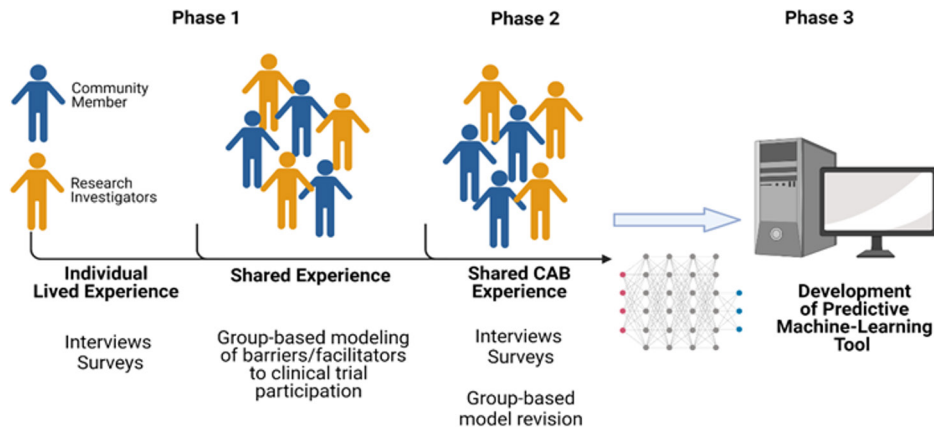 Phase 1
Phase 2
Phase 3
Community
Member
Research
Investigators
Individual
Lived Experience
Interviews
Surveys
Shared Experience
Group-based modeling
of barriers/facilitators
to clinical trial
participation
Shared CAB
Experience
Interviews
Surveys
Group-based
model revision
Development
of Predictive
Machine-Learning
Tool